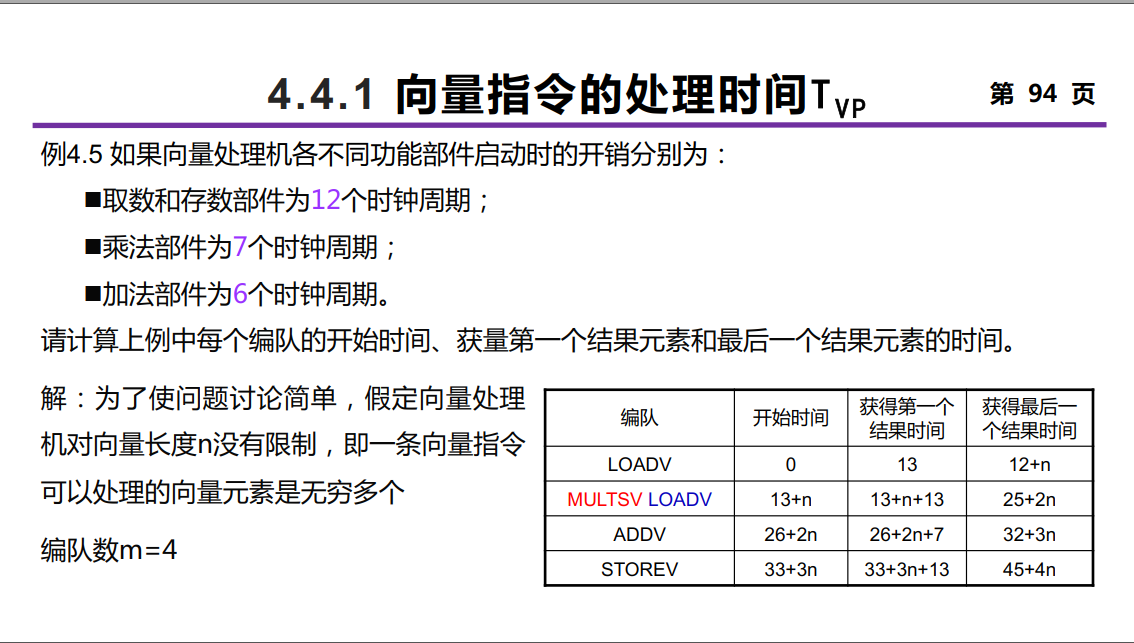 4.4.1 向量指令的处理时间TVP
第 94 页
例4.5 如果向量处理机各不同功能部件启动时的开销分别为：
■取数和存数部件为12个时钟周期；
■乘法部件为7个时钟周期；
■加法部件为6个时钟周期。
请计算上例中每个编队的开始时间、获量第一个结果元素和最后一个结果元素的时间。
解：为了使问题讨论简单，假定向量处理
机对向量长度n没有限制，即一条向量指令
可以处理的向量元素是无穷多个
编队数m=4
编队 开始时间 获得第一个结果时间 获得最后一个结果时间
LOADV 0 13 12+n
MULTSV LOADV 13+n 13+n+13 25+2n
ADDV 26+2n 26+2n+7 32+3n
STOREV 33+3n 33+3n+13 45+4n